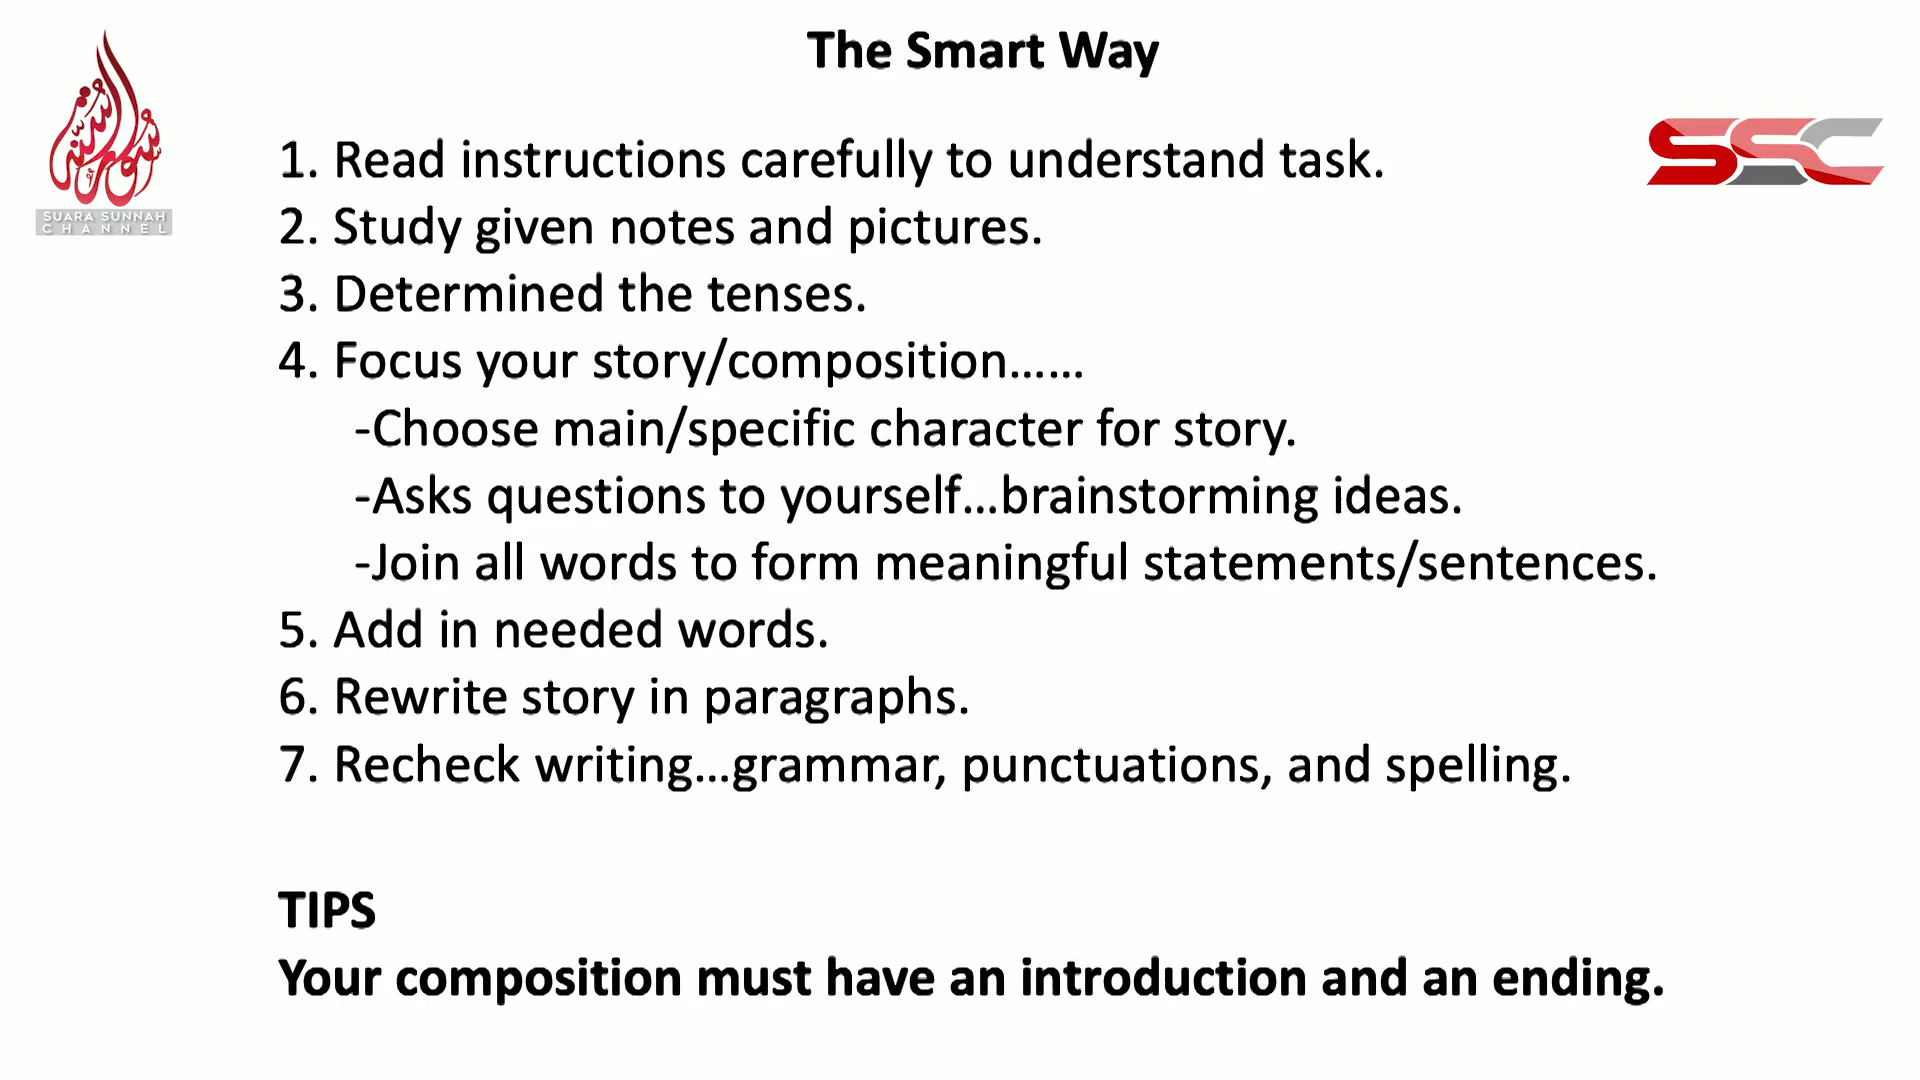 The Smart Way
SUARA SUNNAH
CHANNEL
SSC
1. Read instructions carefully to understand task.
2. Study given notes and pictures.
3. Determined the tenses.
4. Focus your story/composition……
-Choose main/specific character for story.
-Asks questions to yourself…brainstorming ideas.
-Join all words to form meaningful statements/sentences.
5. Add in needed words.
6. Rewrite story in paragraphs.
7. Recheck writing…grammar, punctuations, and spelling.
TIPS
Your composition must have an introduction and an ending.